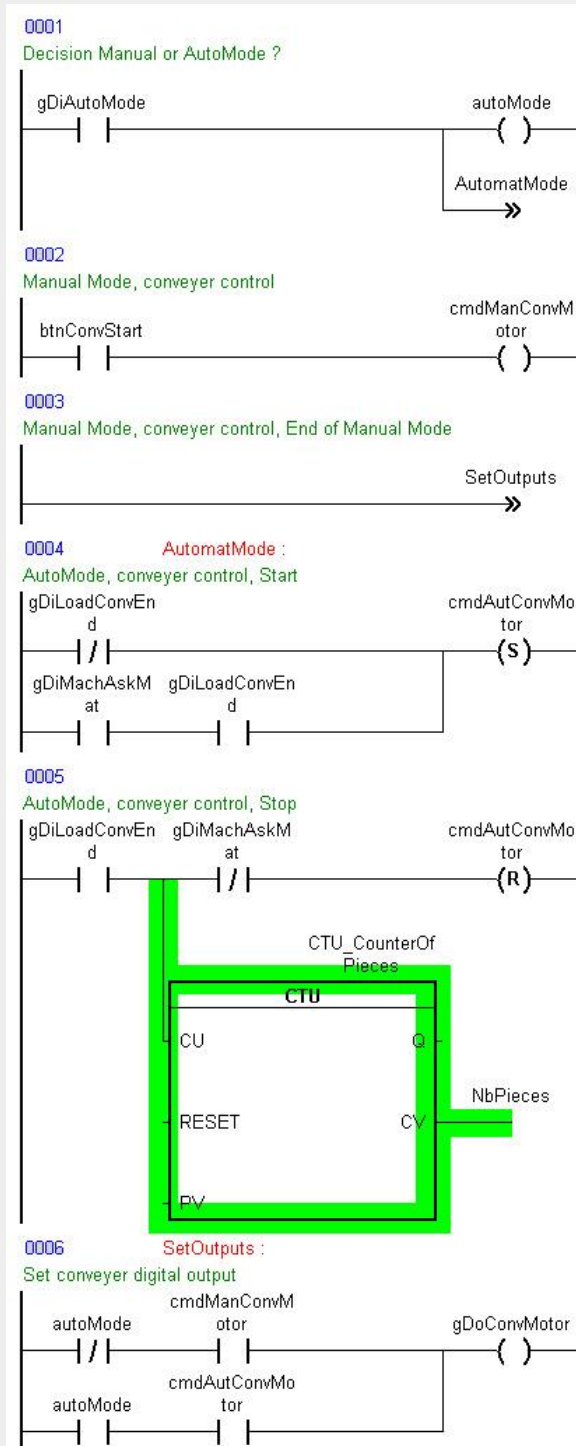 0001
Decision Manual or AutoMode ?
gDiAutoMode
autoMode
AutomatMode
0002
Manual Mode, conveyer control
btnConvStart
cmdManConvM
otor
0003
Manual Mode, conveyer control, End of Manual Mode
SetOutputs
0004 AutomatMode :
AutoMode, conveyer control, Start
gDiLoadConvEn
d
cmdAutConvMo
tor
S
gDiMachAskM
at
gDiLoadConvEn
d
0005
AutoMode, conveyer control, Stop
gDiLoadConvEn
d
gDiMachAskM
at
cmdAutConvMo
tor
R
CTU_CounterOf
Pieces
CTU
CU
Q
NbPieces
RESET
CV
PV
0006 SetOutputs :
Set conveyer digital output
autoMode
cmdManConvM
otor
gDoConvMotor
autoMode
cmdAutConvMo
tor